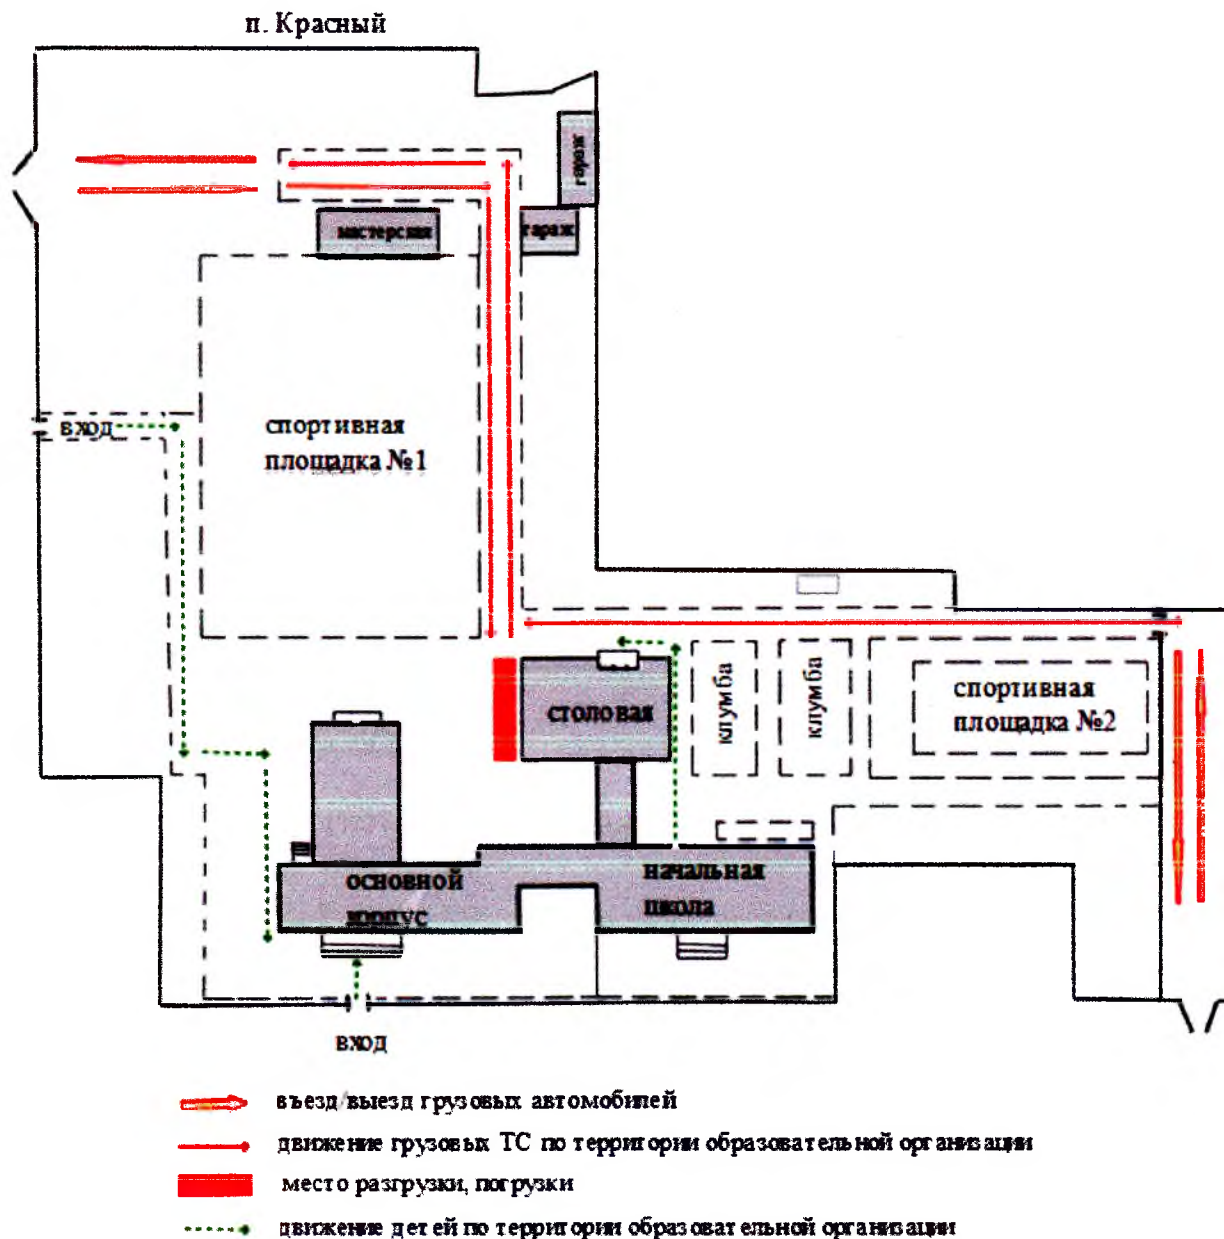 п. Красный
гараж
мастерская
гараж
вход
спортивная
площадка №1
столовая
клумба
клумба
спортивная
площадка №2
основной
корпус
начальная
школа
вход
въезд/выезд грузовых автомобилей
движение грузовых ТС по территории образовательной организации
место разгрузки, погрузки
движение детей по территории образовательной организации